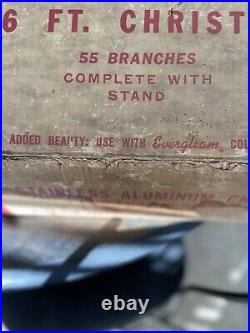 6 FT. CHRIST
55 BRANCHES
COMPLETE WITH
STAND
ADDED BEAUTY: USE WITH Evergleam COL
STAINLESS ALUMINUM